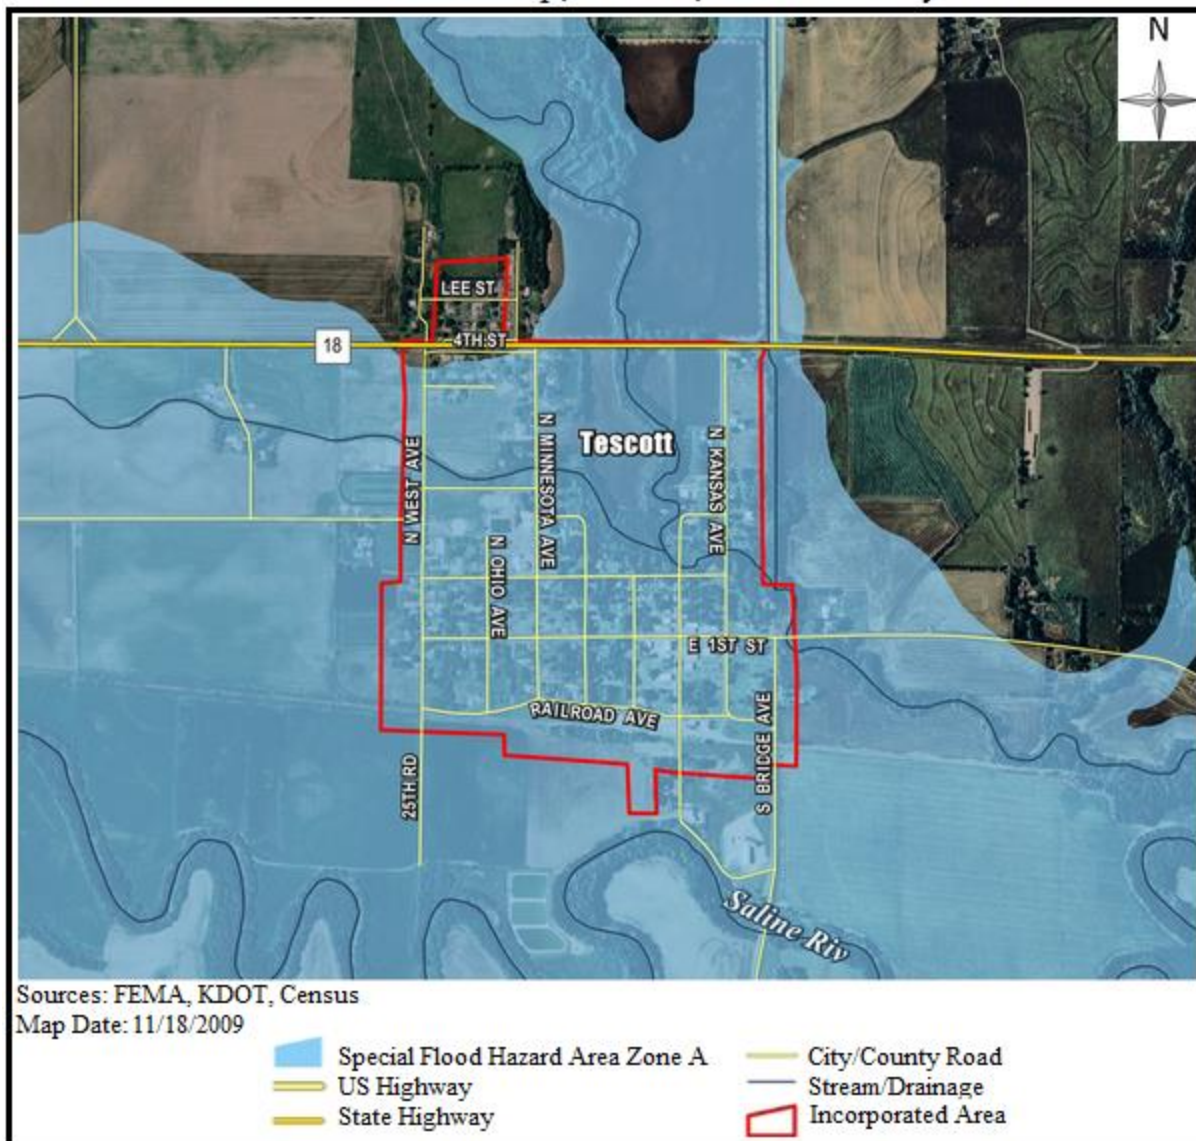 N
LEE ST
18
4TH ST
Tescott
N WEST AVE
N MINNESOTA AVE
N KANSAS AVE
N OHIO AVE
E 1ST ST
RAILROAD AVE
S BRIDGE AVE
25TH RD
Saline Riv
Sources: FEMA, KDOT, Census
Map Date: 11/18/2009
Special Flood Hazard Area Zone A
City/County Road
US Highway
Stream/Drainage
State Highway
Incorporated Area